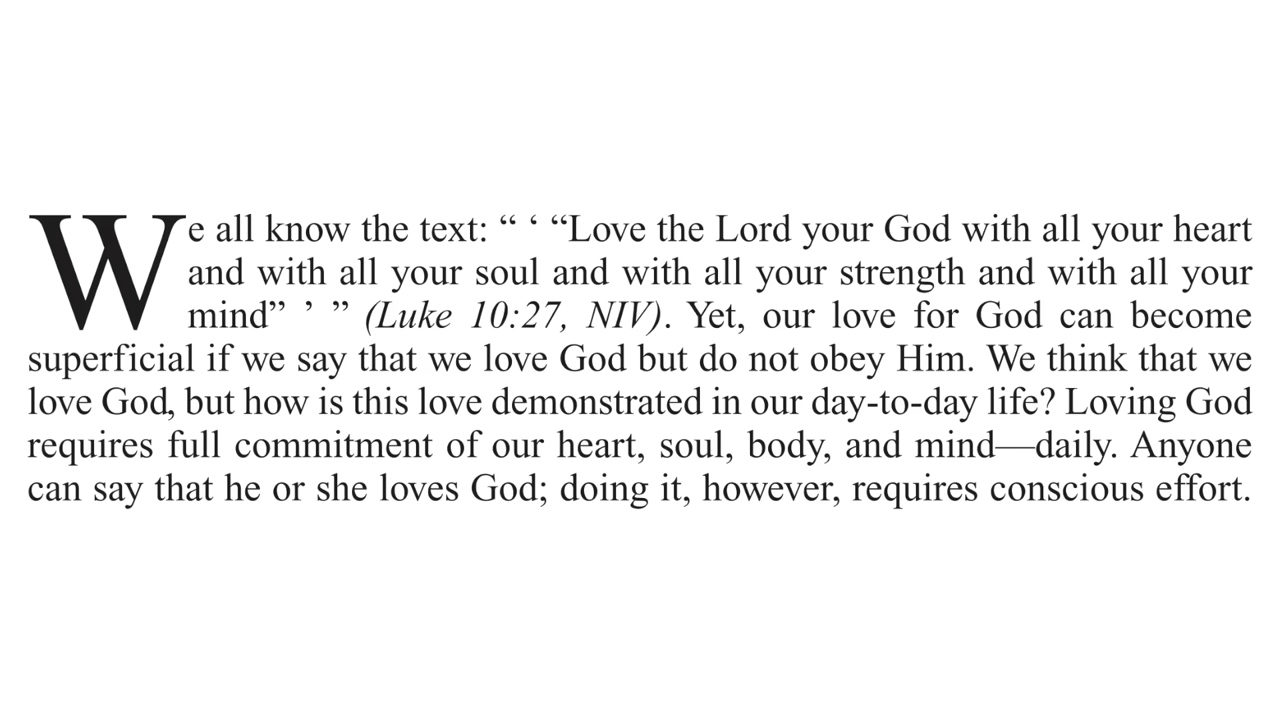 We all know the text: “ ‘ “Love the Lord your God with all your heart
and with all your soul and with all your strength and with all your
mind” ’ ” (Luke 10:27, NIV). Yet, our love for God can become
superficial if we say that we love God but do not obey Him. We think that we
love God, but how is this love demonstrated in our day-to-day life? Loving God
requires full commitment of our heart, soul, body, and mind—daily. Anyone
can say that he or she loves God; doing it, however, requires conscious effort.